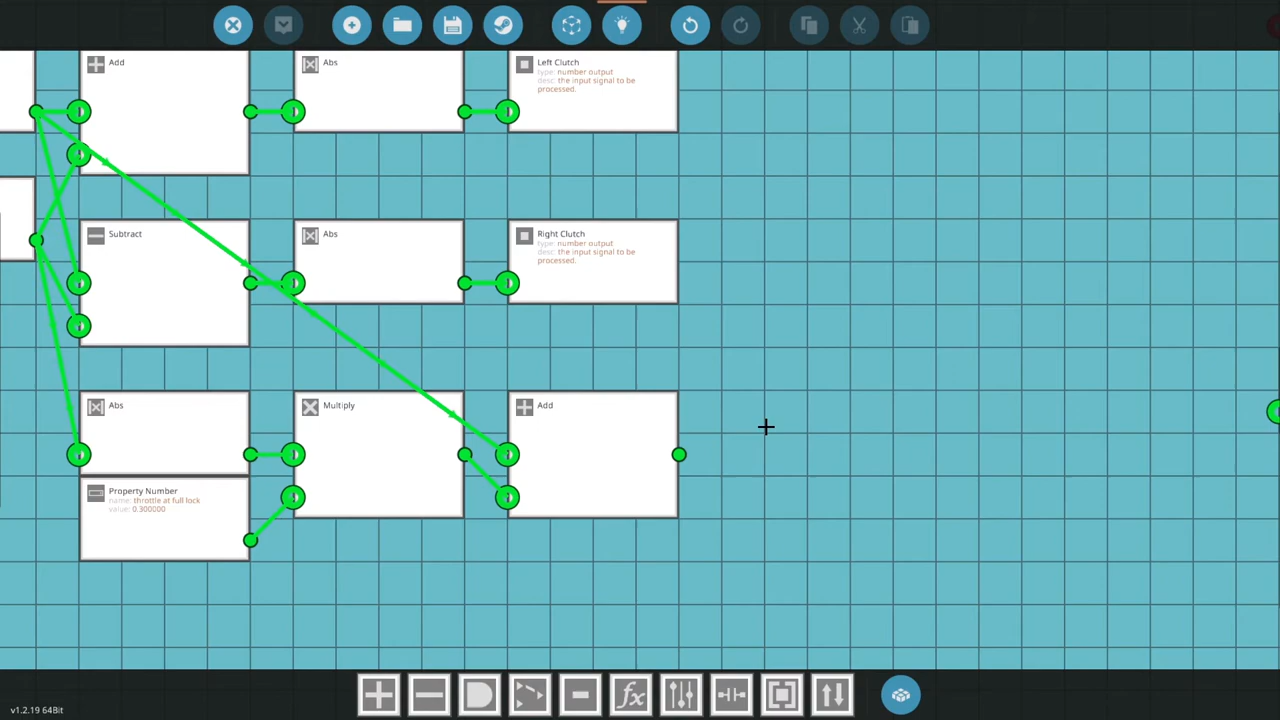 Add
Abs
Left Clutch
type: number output
desc: the input signal to be
processed.
Subtract
Abs
Right Clutch
type: number output
desc: the input signal to be
processed.
Abs
Multiply
Add
Property Number
name: throttle at full lock
value: 0.300000
fx
v1.2.19 64Bit